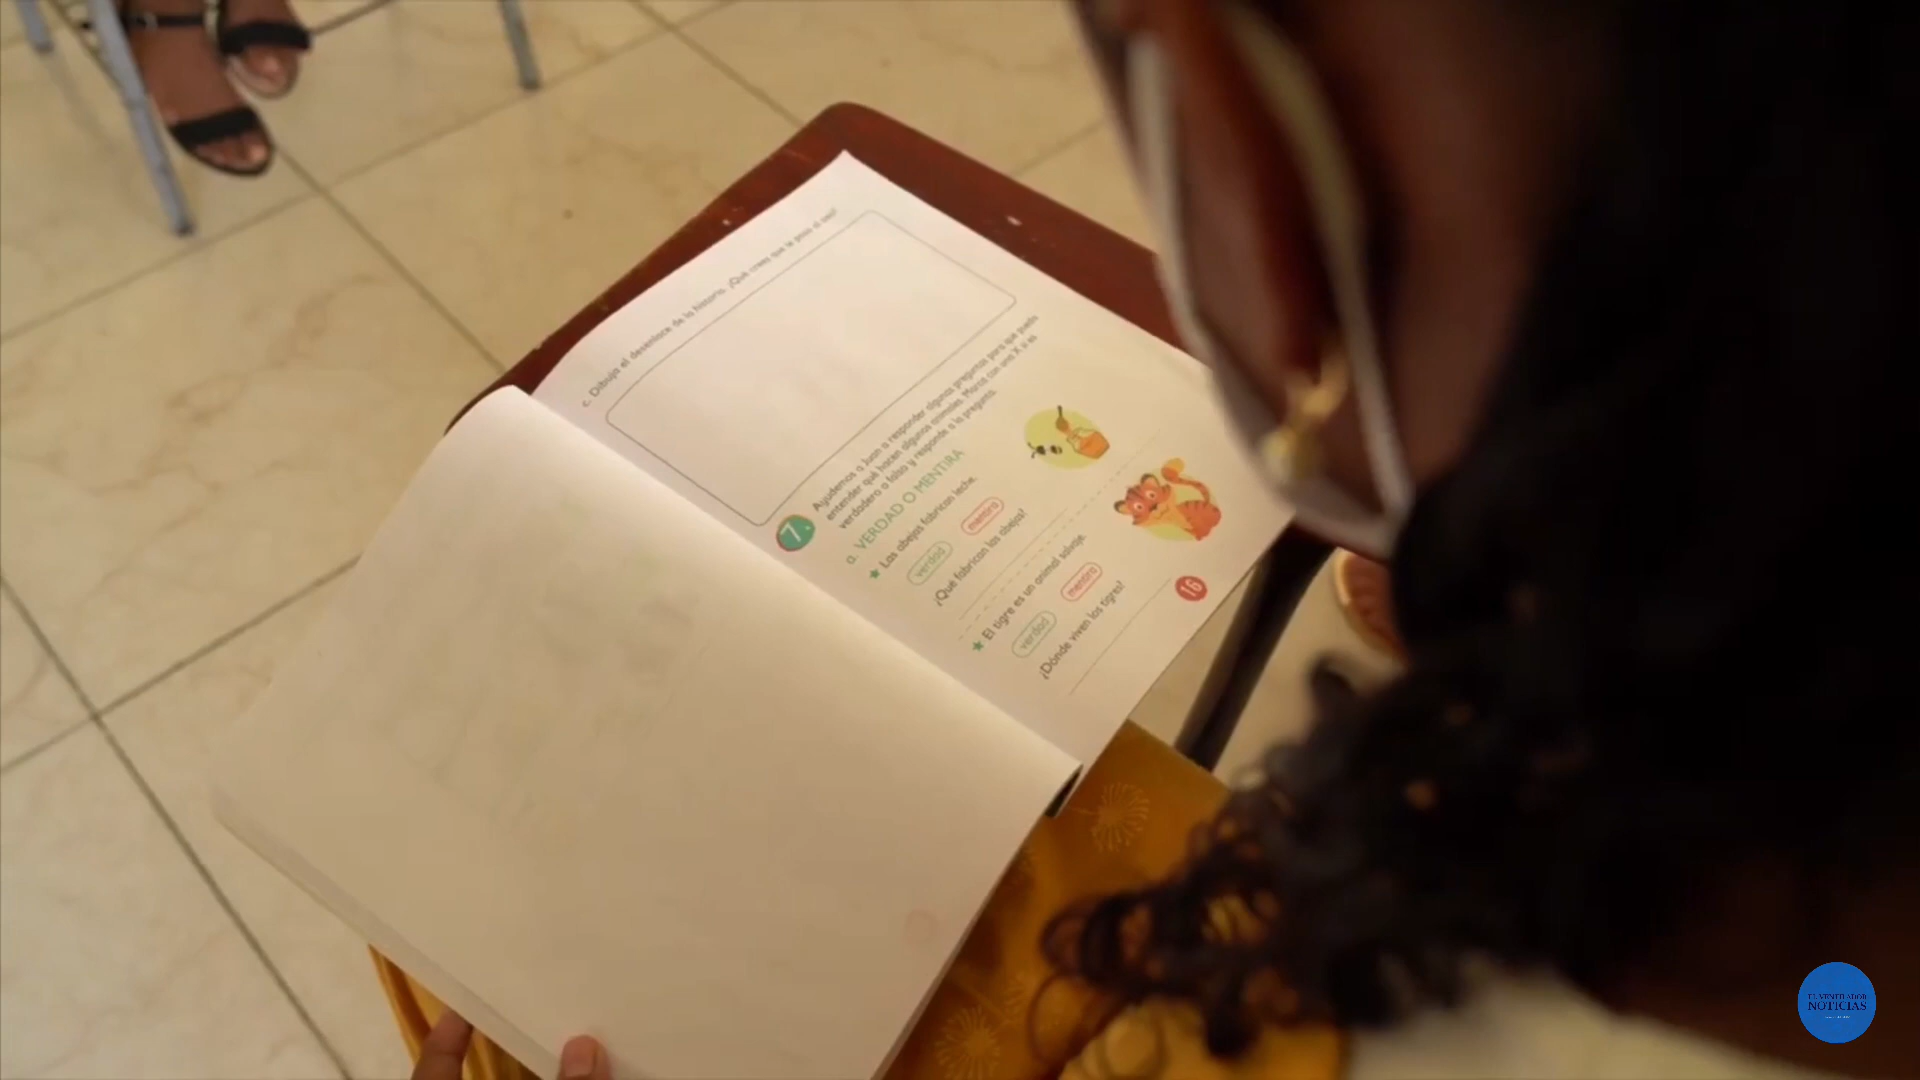 c. Dibuja el desenlace de la historia. ¿Qué crees que le pasó al oso?
7.
Ayudemos a Juan a responder algunas preguntas para que pueda
entender qué hacen algunos animales. Marca con una X si es
verdadero o falso y responde a la pregunta.
a. VERDAD O MENTIRA
★ Las abejas fabrican leche.
verdad mentira
¿Qué fabrican las abejas?
★ El tigre es un animal salvaje.
verdad mentira
¿Dónde viven los tigres?
16
EL VENTILADOR
NOTICIAS